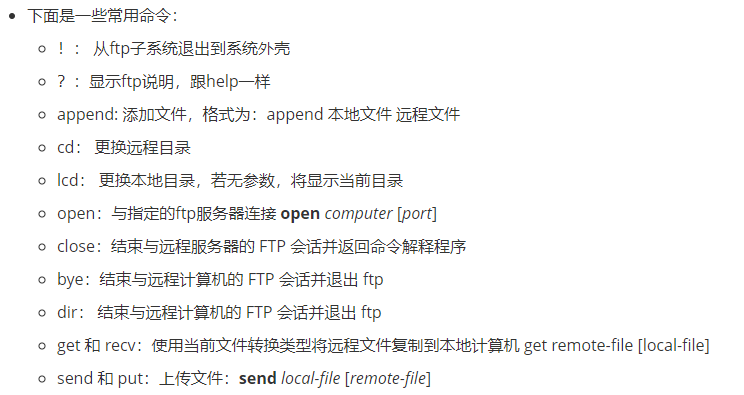 下面是一些常用命令：
！： 从ftp子系统退出到系统外壳
？：显示ftp说明，跟help一样
append: 添加文件，格式为：append 本地文件 远程文件
cd： 更换远程目录
lcd： 更换本地目录，若无参数，将显示当前目录
open：与指定的ftp服务器连接 open computer [port]
close：结束与远程服务器的 FTP 会话并返回命令解释程序
bye：结束与远程计算机的 FTP 会话并退出 ftp
dir： 结束与远程计算机的 FTP 会话并退出 ftp
get 和 recv：使用当前文件转换类型将远程文件复制到本地计算机 get remote-file [local-file]
send 和 put：上传文件：send local-file [remote-file]